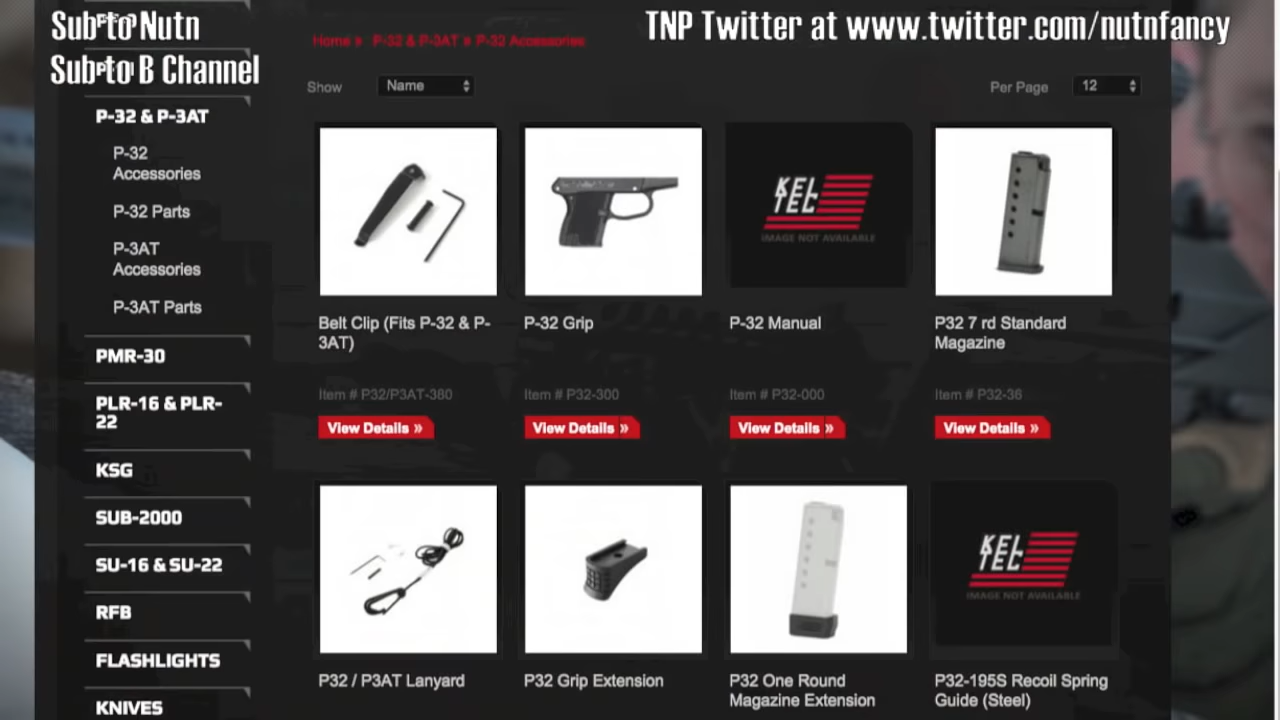 Sub to Nutn
Sub to B Channel
TNP Twitter at www.twitter.com/nutnfancy
Home » P-32 & P-3AT » P-32 Accessories
Show
Name
Per Page
12
P-32 & P-3AT
P-32
Accessories
P-32 Parts
P-3AT
Accessories
P-3AT Parts
PMR-30
PLR-16 & PLR-
22
KSG
SUB-2000
SU-16 & SU-22
RFB
FLASHLIGHTS
KNIVES
KEL
TEC
IMAGE NOT AVAILABLE
Belt Clip (Fits P-32 & P-
3AT)
Item # P32/P3AT-380
View Details »
P-32 Grip
Item # P32-300
View Details »
P-32 Manual
Item # P32-000
View Details »
P32 7 rd Standard
Magazine
Item # P32-36
View Details »
KEL
TEC
IMAGE NOT AVAILABLE
P32 / P3AT Lanyard
P32 Grip Extension
P32 One Round
Magazine Extension
P32-195S Recoil Spring
Guide (Steel)